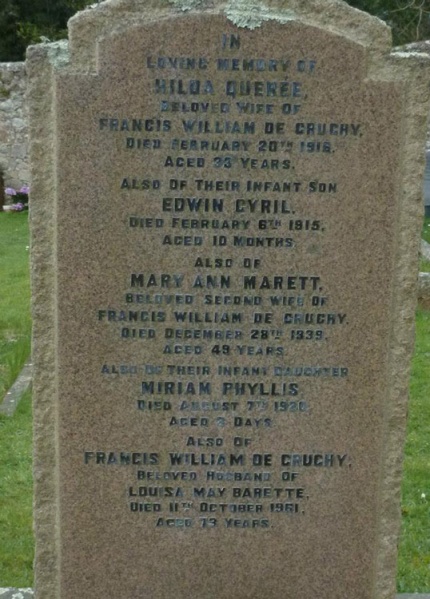 IN
LOVING MEMORY OF
HILDA QUERÉE,
BELOVED WIFE OF
FRANCIS WILLIAM DE GRUCHY,
DIED FEBRUARY 20TH 1916,
AGED 33 YEARS.
ALSO OF THEIR INFANT SON
EDWIN CYRIL.
DIED FEBRUARY 6TH 1915,
AGED 10 MONTHS
ALSO OF
MARY ANN MARETT,
BELOVED SECOND WIFE OF
FRANCIS WILLIAM DE GRUCHY.
DIED DECEMBER 28TH 1939.
AGED 49 YEARS
ALSO OF THEIR INFANT DAUGHTER
MIRIAM PHYLLIS
DIED AUGUST 7TH
AGED DAYS
ALSO OF
FRANCIS WILLIAM DE GRUCHY,
BELOVED HUSBAND OF
LOUISA MAY BARETTE,
DIED 11TH OCTOBER 1961,
AGED 79 YEARS.